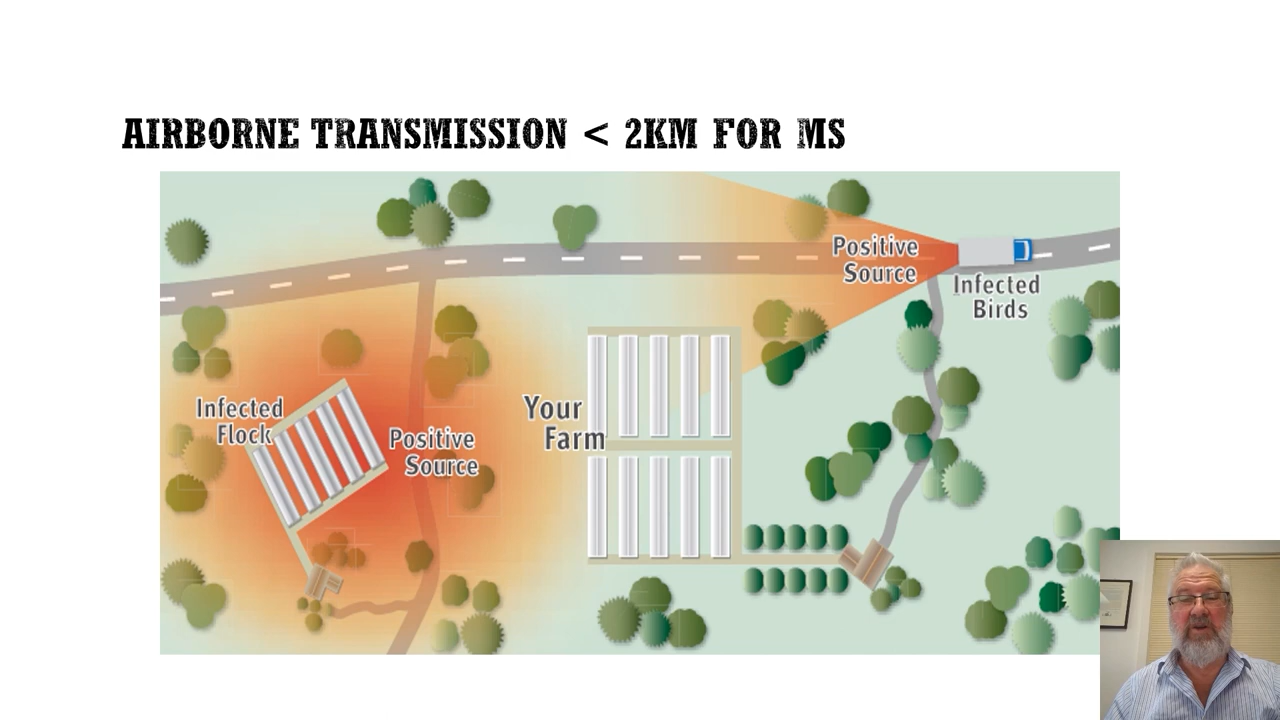 AIRBORNE TRANSMISSION < 2KM FOR MS
Positive
Source
Infected
Birds
Infected
Flock
Positive
Source
Your
Farm